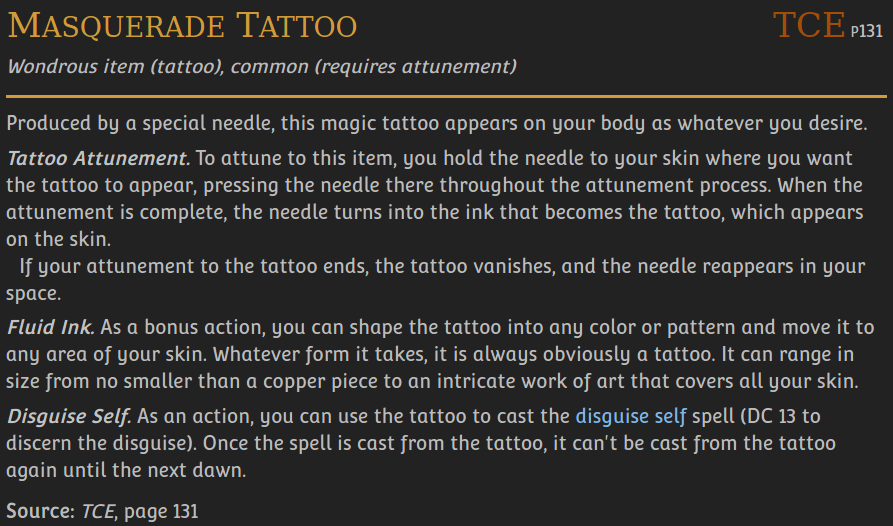 Masquerade Tattoo TCE P131
Wondrous item (tattoo), common (requires attunement)
Produced by a special needle, this magic tattoo appears on your body as whatever you desire.
Tattoo Attunement. To attune to this item, you hold the needle to your skin where you want
the tattoo to appear, pressing the needle there throughout the attunement process. When the
attunement is complete, the needle turns into the ink that becomes the tattoo, which appears
on the skin.
If your attunement to the tattoo ends, the tattoo vanishes, and the needle reappears in your
space.
Fluid Ink. As a bonus action, you can shape the tattoo into any color or pattern and move it to
any area of your skin. Whatever form it takes, it is always obviously a tattoo. It can range in
size from no smaller than a copper piece to an intricate work of art that covers all your skin.
Disguise Self. As an action, you can use the tattoo to cast the disguise self spell (DC 13 to
discern the disguise). Once the spell is cast from the tattoo, it can't be cast from the tattoo
again until the next dawn.
Source: TCE, page 131